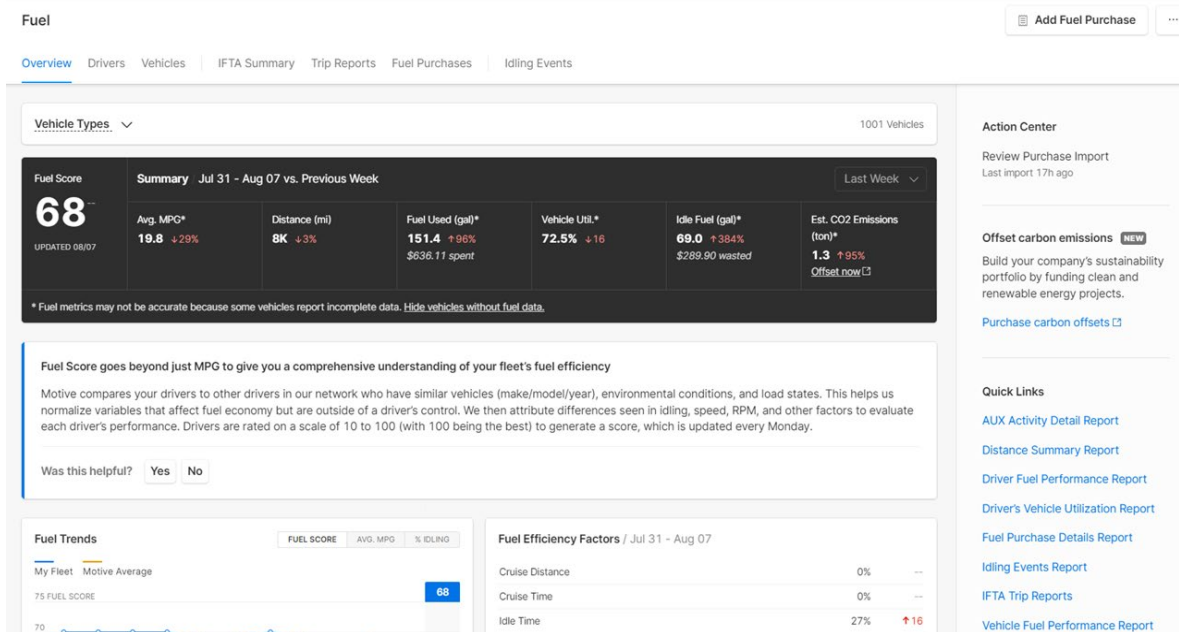 Fuel
Add Fuel Purchase
...
Overview Drivers Vehicles IFTA Summary Trip Reports Fuel Purchases Idling Events
Vehicle Types
1001 Vehicles
Fuel Score
68 --
UPDATED 08/07
Summary Jul 31 - Aug 07 vs. Previous Week
Last Week
Avg. MPG*
19.8 ↓29%
Distance (mi)
8K ↓3%
Fuel Used (gal)*
151.4 ↑96%
$636.11 spent
Vehicle Util.*
72.5% ↓16
Idle Fuel (gal)*
69.0 ↑384%
$289.90 wasted
Est. CO2 Emissions
(ton)*
1.3 ↑95%
Offset now
* Fuel metrics may not be accurate because some vehicles report incomplete data. Hide vehicles without fuel data.
Fuel Score goes beyond just MPG to give you a comprehensive understanding of your fleet's fuel efficiency
Motive compares your drivers to other drivers in our network who have similar vehicles (make/model/year), environmental conditions, and load states. This helps us
normalize variables that affect fuel economy but are outside of a driver's control. We then attribute differences seen in idling, speed, RPM, and other factors to evaluate
each driver's performance. Drivers are rated on a scale of 10 to 100 (with 100 being the best) to generate a score, which is updated every Monday.
Was this helpful? Yes No
Fuel Trends
FUEL SCORE AVG. MPG % IDLING
My Fleet Motive Average
75 FUEL SCORE
68
70
Fuel Efficiency Factors / Jul 31 - Aug 07
Cruise Distance 0% --
Cruise Time 0% --
Idle Time 27% ↑16
Action Center
Review Purchase Import
Last import 17h ago
Offset carbon emissions NEW
Build your company's sustainability
portfolio by funding clean and
renewable energy projects.
Purchase carbon offsets
Quick Links
AUX Activity Detail Report
Distance Summary Report
Driver Fuel Performance Report
Driver's Vehicle Utilization Report
Fuel Purchase Details Report
Idling Events Report
IFTA Trip Reports
Vehicle Fuel Performance Report